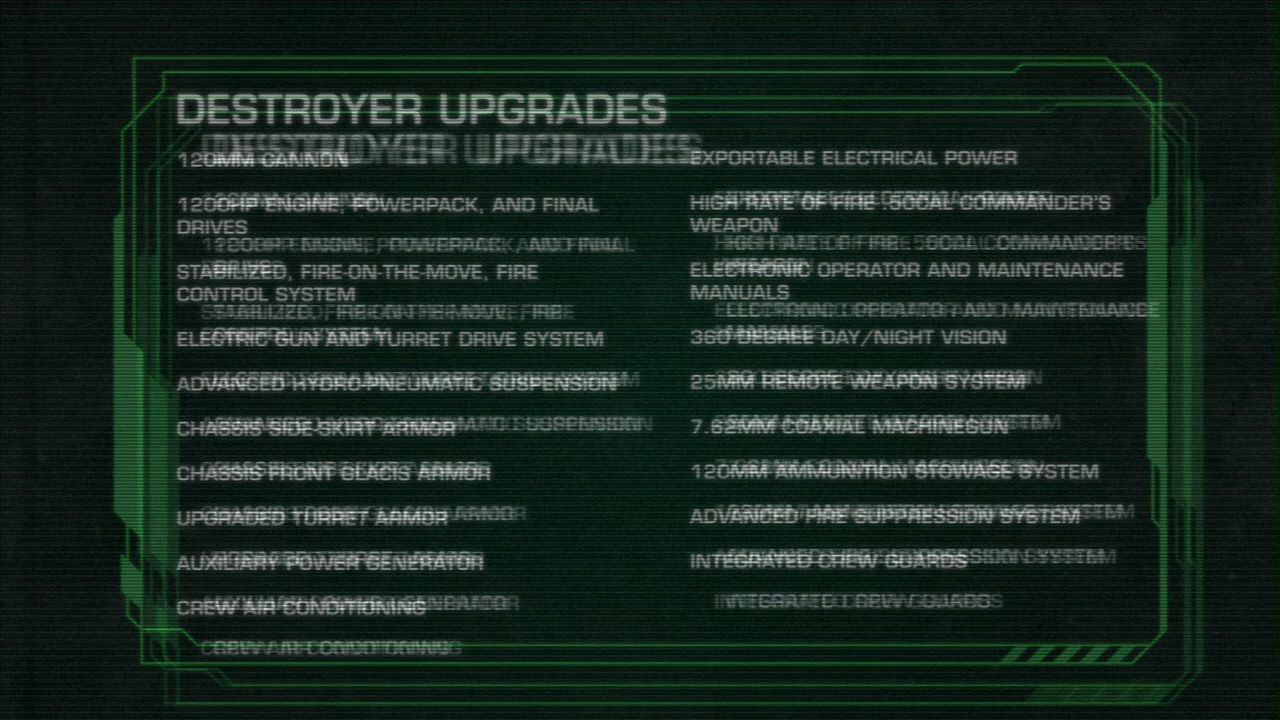 DESTROYER UPGRADES
120MM CANNON
1200HP ENGINE, POWERPACK, AND FINAL
DRIVES
STABILIZED, FIRE-ON-THE-MOVE, FIRE
CONTROL SYSTEM
ELECTRIC GUN AND TURRET DRIVE SYSTEM
ADVANCED HYDRO-PNEUMATIC SUSPENSION
CHASSIS SIDE SKIRT ARMOR
CHASSIS FRONT GLACIS ARMOR
UPGRADED TURRET ARMOR
AUXILIARY POWER GENERATOR
CREW AIR CONDITIONING
EXPORTABLE ELECTRICAL POWER
HIGH RATE OF FIRE .50CAL COMMANDER'S
WEAPON
ELECTRONIC OPERATOR AND MAINTENANCE
MANUALS
360 DEGREE DAY/NIGHT VISION
25MM REMOTE WEAPON SYSTEM
7.62MM COAXIAL MACHINEGUN
120MM AMMUNITION STOWAGE SYSTEM
ADVANCED FIRE SUPPRESSION SYSTEM
INTEGRATED CREW GUARDS